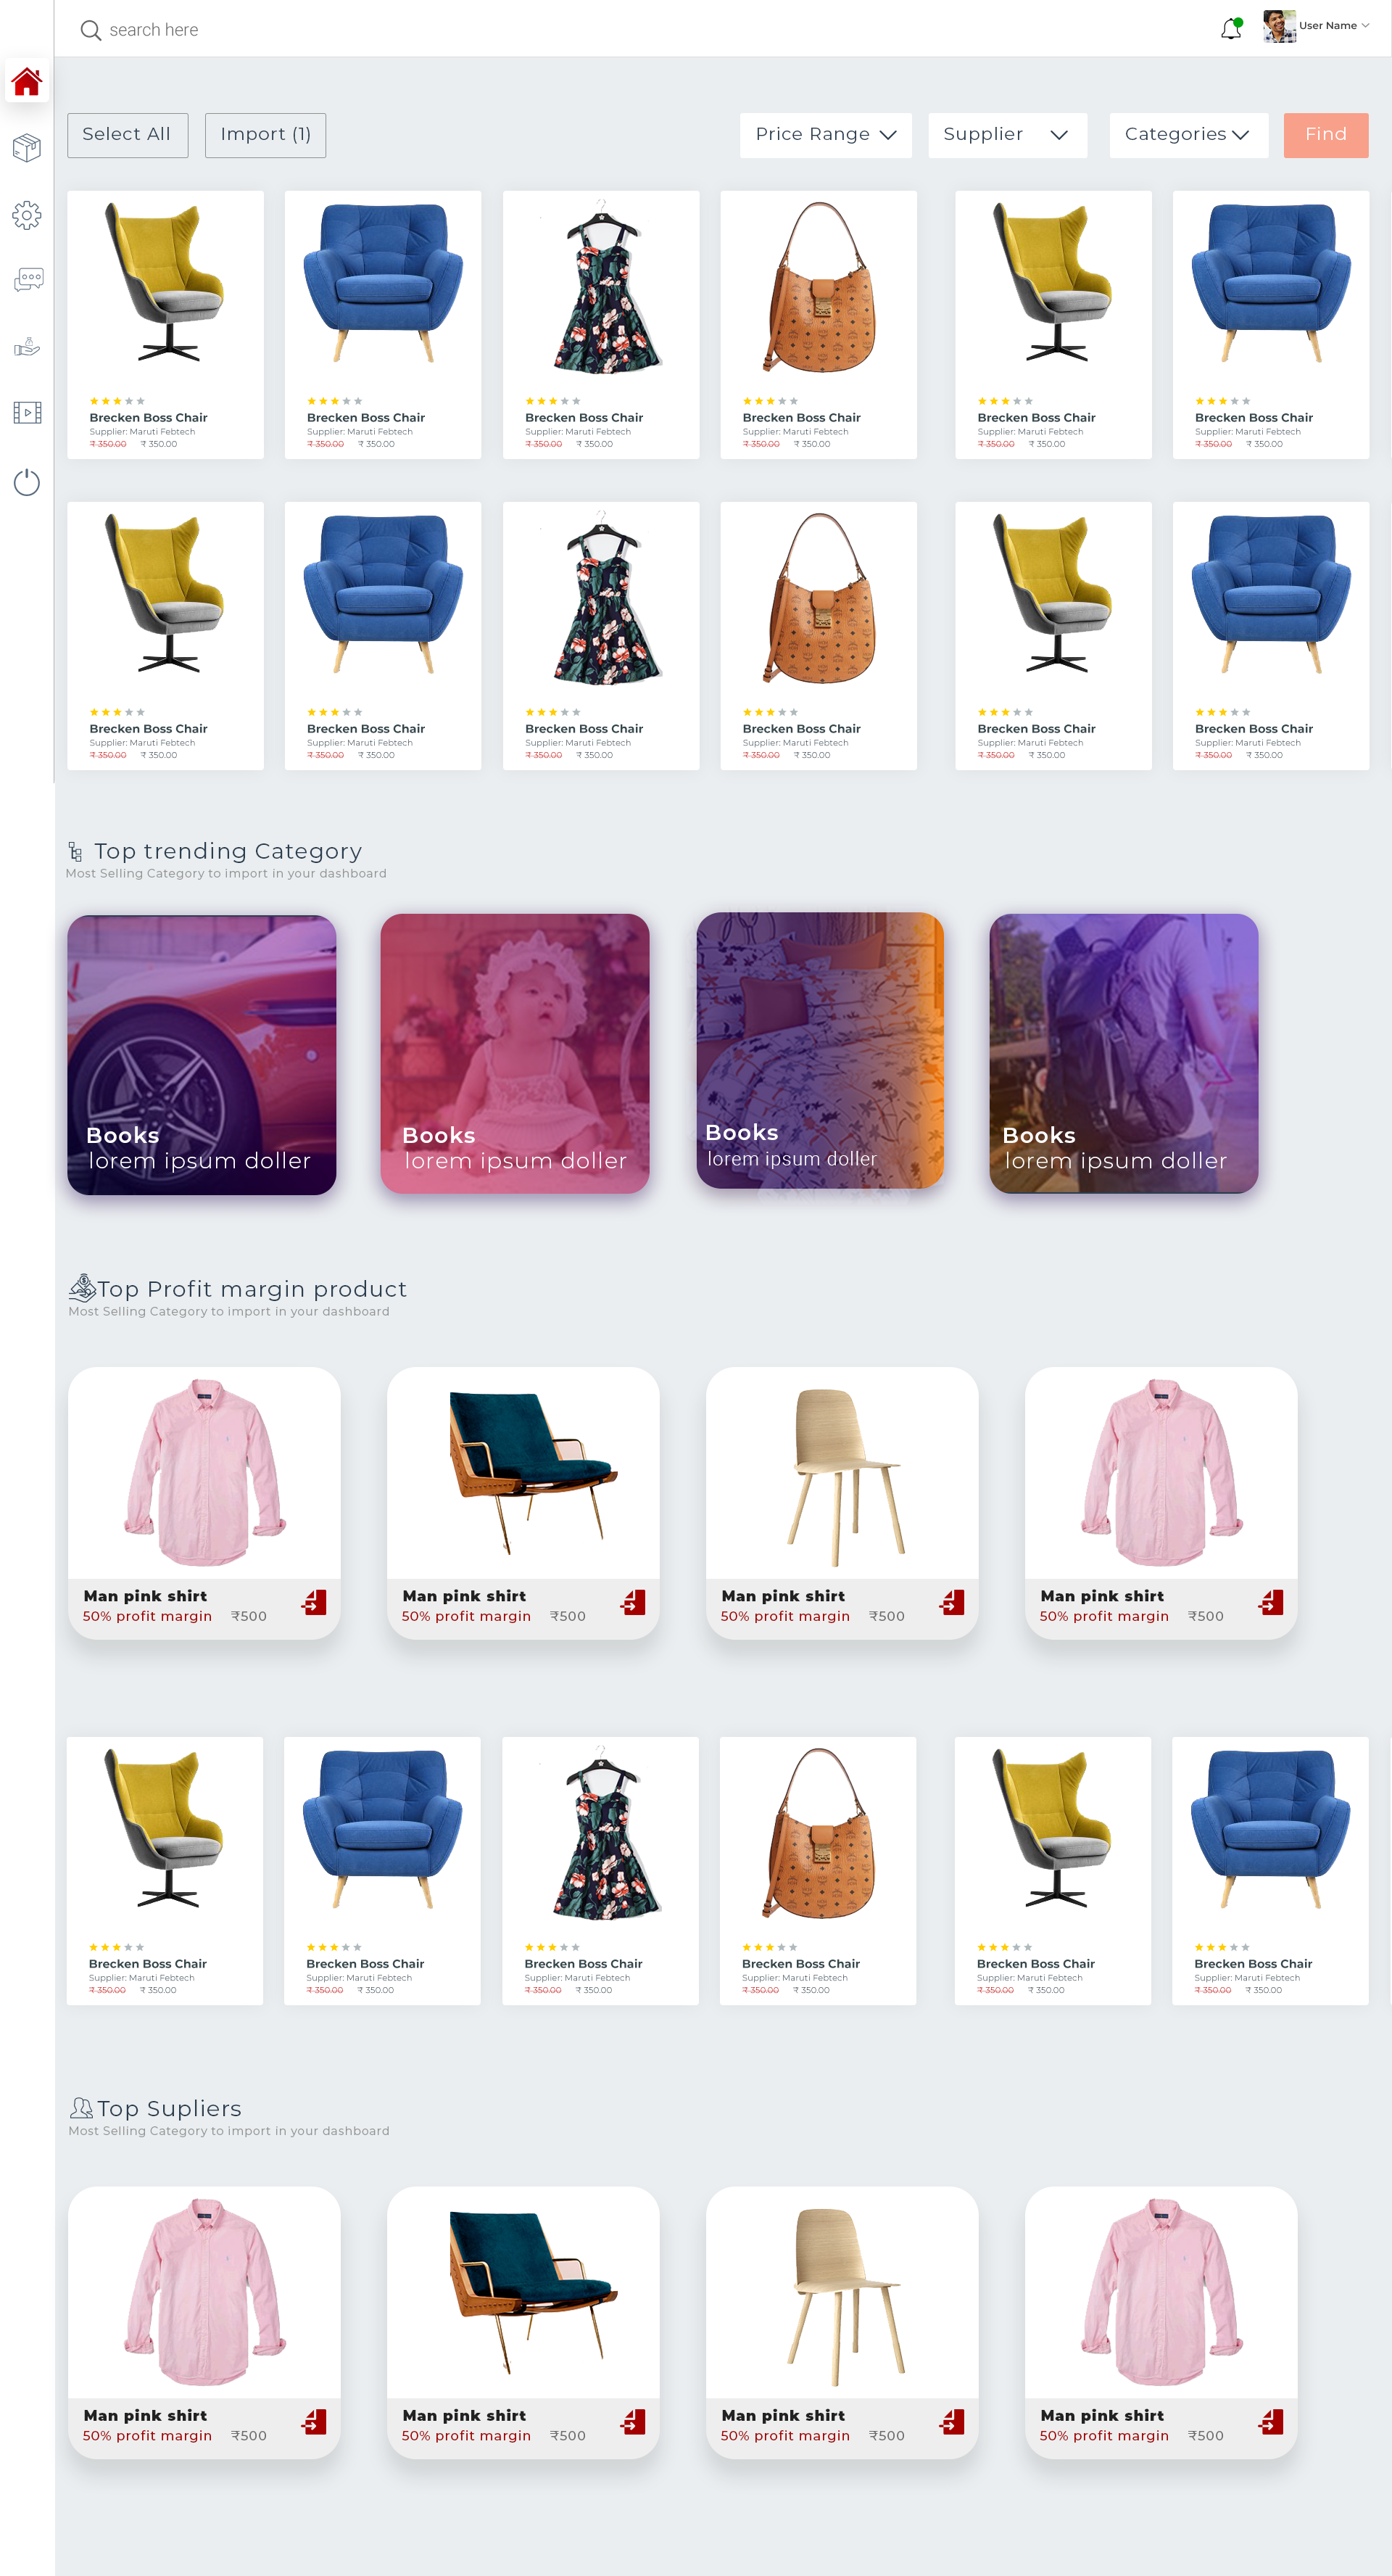 search here
User Name
Select All
Import (1)
Price Range
Supplier
Categories
Find
Brecken Boss Chair
Supplier: Maruti Febtech
₹ 350.00 ₹ 350.00
Brecken Boss Chair
Supplier: Maruti Febtech
₹ 350.00 ₹ 350.00
Brecken Boss Chair
Supplier: Maruti Febtech
₹ 350.00 ₹ 350.00
Brecken Boss Chair
Supplier: Maruti Febtech
₹ 350.00 ₹ 350.00
Brecken Boss Chair
Supplier: Maruti Febtech
₹ 350.00 ₹ 350.00
Brecken Boss Chair
Supplier: Maruti Febtech
₹ 350.00 ₹ 350.00
Brecken Boss Chair
Supplier: Maruti Febtech
₹ 350.00 ₹ 350.00
Brecken Boss Chair
Supplier: Maruti Febtech
₹ 350.00 ₹ 350.00
Brecken Boss Chair
Supplier: Maruti Febtech
₹ 350.00 ₹ 350.00
Brecken Boss Chair
Supplier: Maruti Febtech
₹ 350.00 ₹ 350.00
Brecken Boss Chair
Supplier: Maruti Febtech
₹ 350.00 ₹ 350.00
Brecken Boss Chair
Supplier: Maruti Febtech
₹ 350.00 ₹ 350.00
Top trending Category
Most Selling Category to import in your dashboard
Books
lorem ipsum doller
Books
lorem ipsum doller
Books
lorem ipsum doller
Books
lorem ipsum doller
Top Profit margin product
Most Selling Category to import in your dashboard
Man pink shirt
50% profit margin ₹500
Man pink shirt
50% profit margin ₹500
Man pink shirt
50% profit margin ₹500
Man pink shirt
50% profit margin ₹500
Brecken Boss Chair
Supplier: Maruti Febtech
₹ 350.00 ₹ 350.00
Brecken Boss Chair
Supplier: Maruti Febtech
₹ 350.00 ₹ 350.00
Brecken Boss Chair
Supplier: Maruti Febtech
₹ 350.00 ₹ 350.00
Brecken Boss Chair
Supplier: Maruti Febtech
₹ 350.00 ₹ 350.00
Brecken Boss Chair
Supplier: Maruti Febtech
₹ 350.00 ₹ 350.00
Brecken Boss Chair
Supplier: Maruti Febtech
₹ 350.00 ₹ 350.00
Top Supliers
Most Selling Category to import in your dashboard
Man pink shirt
50% profit margin ₹500
Man pink shirt
50% profit margin ₹500
Man pink shirt
50% profit margin ₹500
Man pink shirt
50% profit margin ₹500